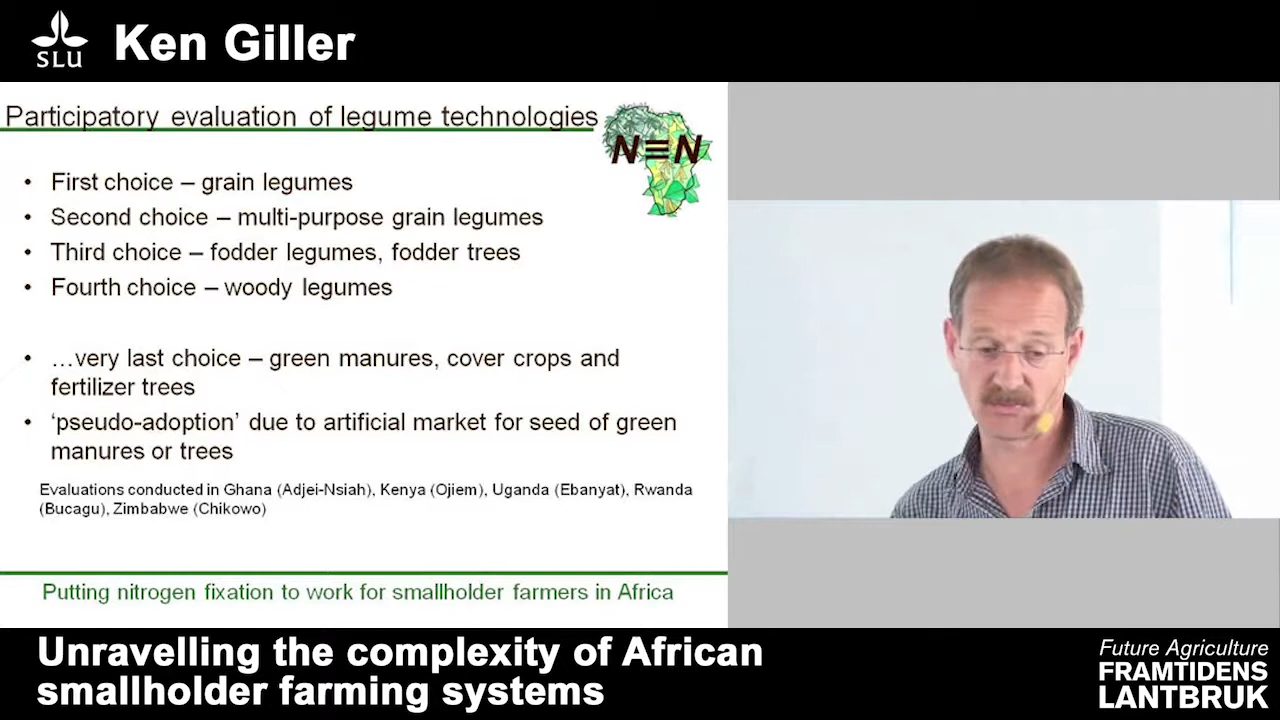 SLU
Ken Giller
Participatory evaluation of legume technologies
N≡N
• First choice – grain legumes
• Second choice – multi-purpose grain legumes
• Third choice – fodder legumes, fodder trees
• Fourth choice – woody legumes
• …very last choice – green manures, cover crops and
fertilizer trees
• ‘pseudo-adoption’ due to artificial market for seed of green
manures or trees
Evaluations conducted in Ghana (Adjei-Nsiah), Kenya (Ojiem), Uganda (Ebanyat), Rwanda
(Bucagu), Zimbabwe (Chikowo)
Putting nitrogen fixation to work for smallholder farmers in Africa
Unravelling the complexity of African
smallholder farming systems
Future Agriculture
FRAMTIDENS
LANTBRUK